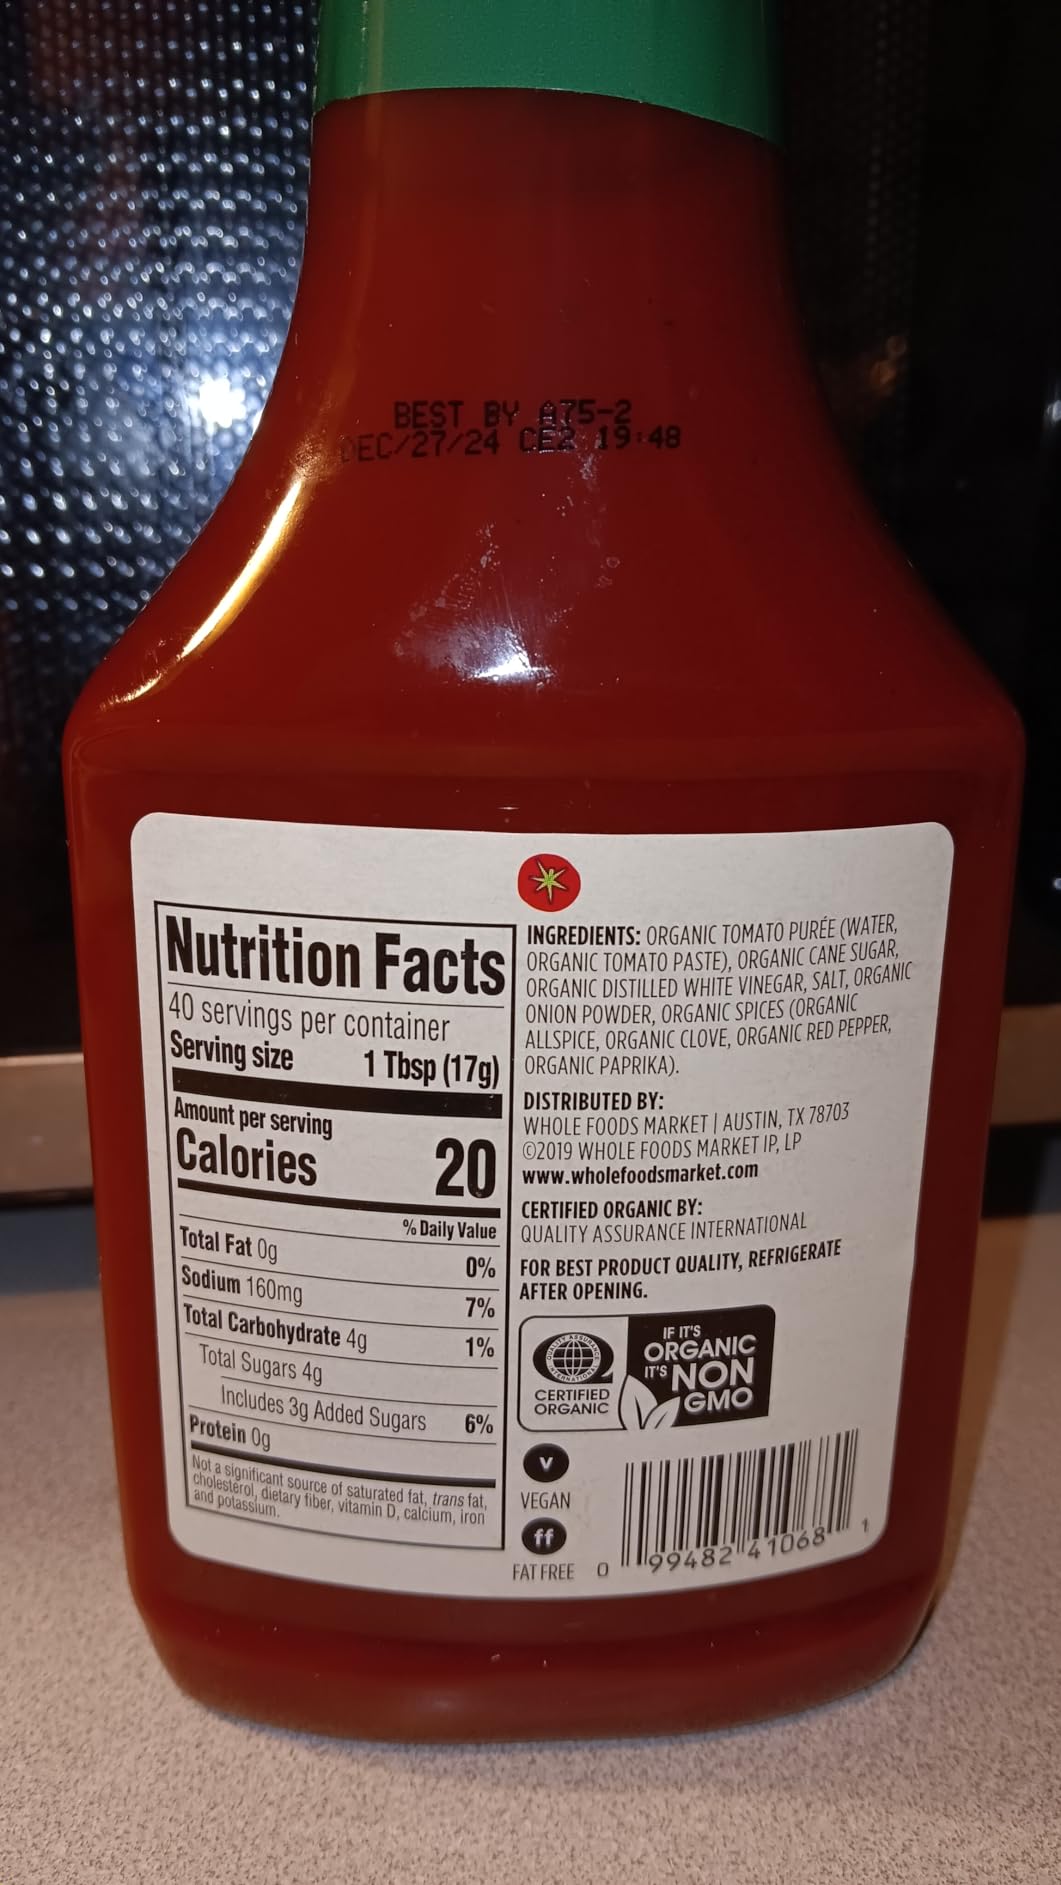 BEST BY A75-2
DEC/27/24 CE2 19:48
Nutrition Facts
40 servings per container
Serving size 1 Tbsp (17g)
Amount per serving
Calories 20
% Daily Value
Total Fat 0g 0%
Sodium 160mg 7%
Total Carbohydrate 4g 1%
Total Sugars 4g
Includes 3g Added Sugars 6%
Protein 0g
Not a significant source of saturated fat, trans fat,
cholesterol, dietary fiber, vitamin D, calcium, iron
and potassium.
INGREDIENTS: ORGANIC TOMATO PURÉE (WATER,
ORGANIC TOMATO PASTE), ORGANIC CANE SUGAR,
ORGANIC DISTILLED WHITE VINEGAR, SALT, ORGANIC
ONION POWDER, ORGANIC SPICES (ORGANIC
ALLSPICE, ORGANIC CLOVE, ORGANIC RED PEPPER,
ORGANIC PAPRIKA).
DISTRIBUTED BY:
WHOLE FOODS MARKET | AUSTIN, TX 78703
©2019 WHOLE FOODS MARKET IP, LP
www.wholefoodsmarket.com
CERTIFIED ORGANIC BY:
QUALITY ASSURANCE INTERNATIONAL
FOR BEST PRODUCT QUALITY, REFRIGERATE
AFTER OPENING.
QUALITY ASSURANCE
INTERNATIONAL
CERTIFIED
ORGANIC
IF IT'S
ORGANIC
IT'S NON
GMO
V
VEGAN
ff
FAT FREE
0 99482 41068 1